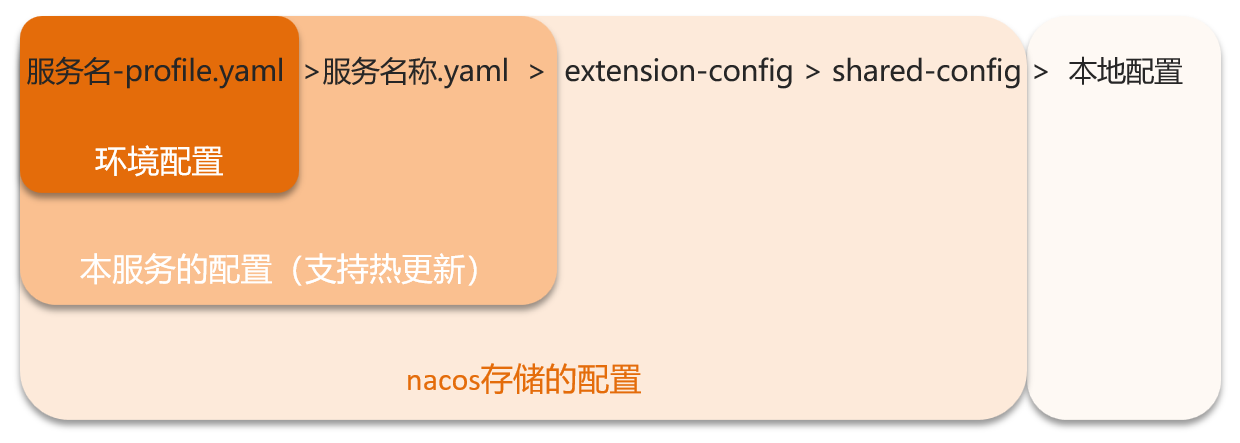 服务名-profile.yaml >服务名称.yaml > extension-config > shared-config > 本地配置
环境配置
本服务的配置（支持热更新）
nacos存储的配置